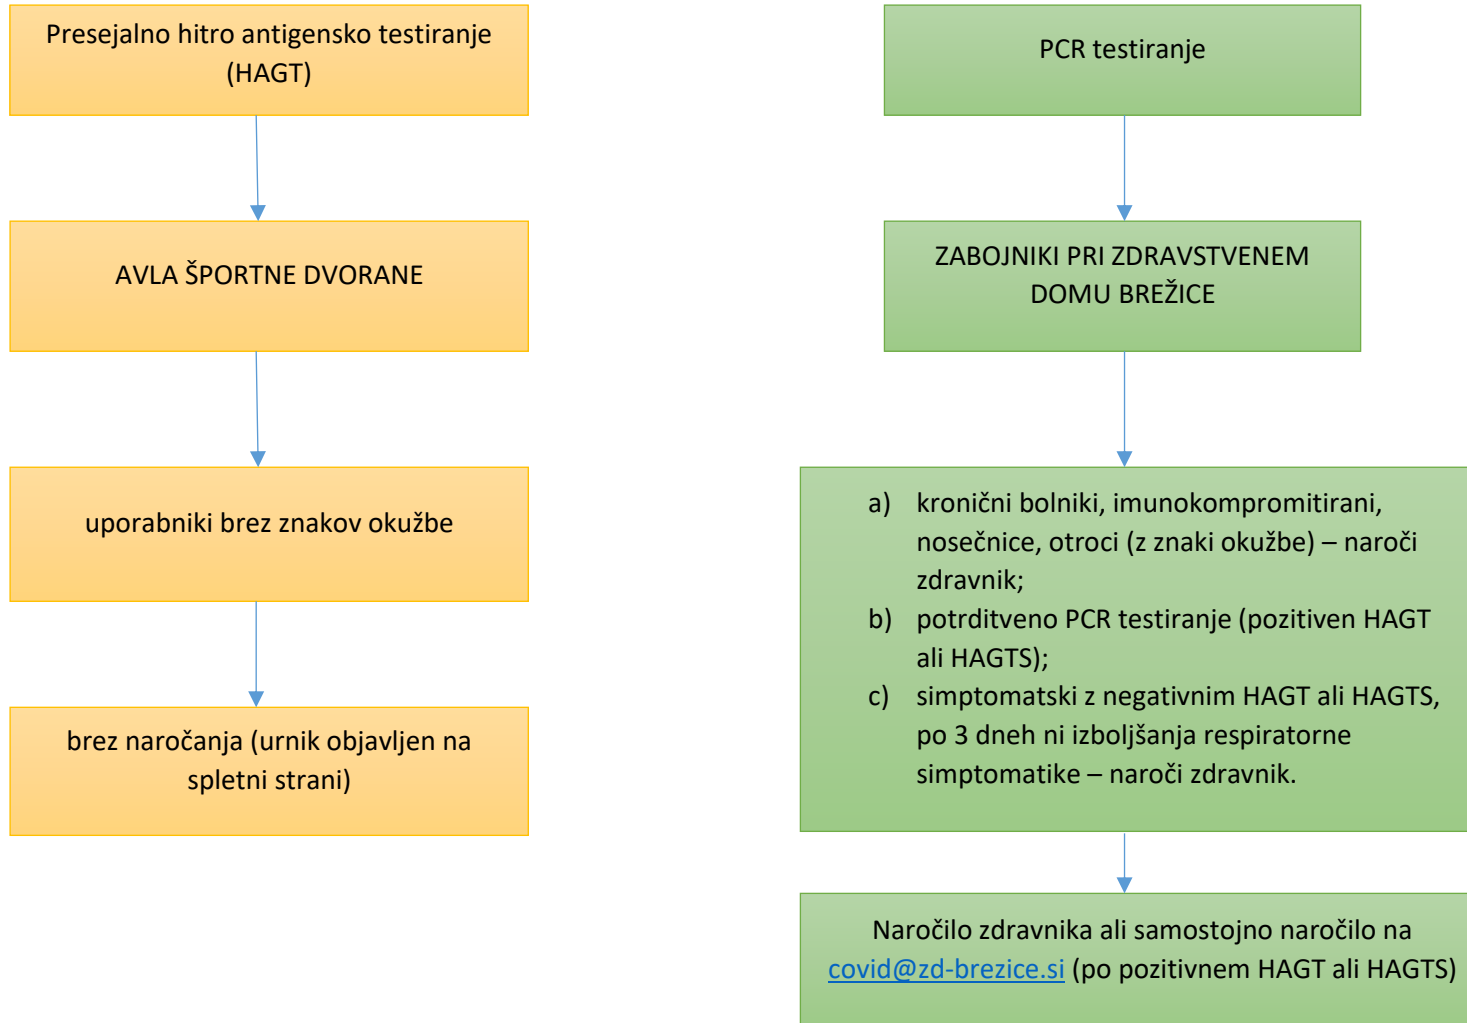 Presejalno hitro antigensko testiranje
(HAGT)
AVLA ŠPORTNE DVORANE
uporabniki brez znakov okužbe
brez naročanja (urnik objavljen na
spletni strani)
PCR testiranje
ZABOJNIKI PRI ZDRAVSTVENEM
DOMU BREŽICE
a) kronični bolniki, imunokompromitirani,
nosečnice, otroci (z znaki okužbe) – naroči
zdravnik;
b) potrditveno PCR testiranje (pozitiven HAGT
ali HAGTS);
c) simptomatski z negativnim HAGT ali HAGTS,
po 3 dneh ni izboljšanja respiratorne
simptomatike – naroči zdravnik.
Naročilo zdravnika ali samostojno naročilo na
covid@zd-brezice.si (po pozitivnem HAGT ali HAGTS)